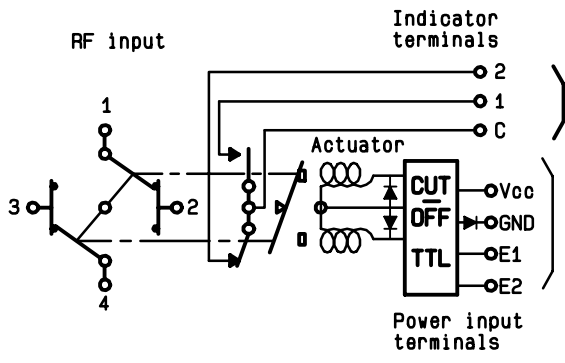 Indicator
terminals
RF input
2
1
1
C
Actuator
CUT
OFF
TTL
Vcc
GND
E1
E2
3
2
4
Power input
terminals